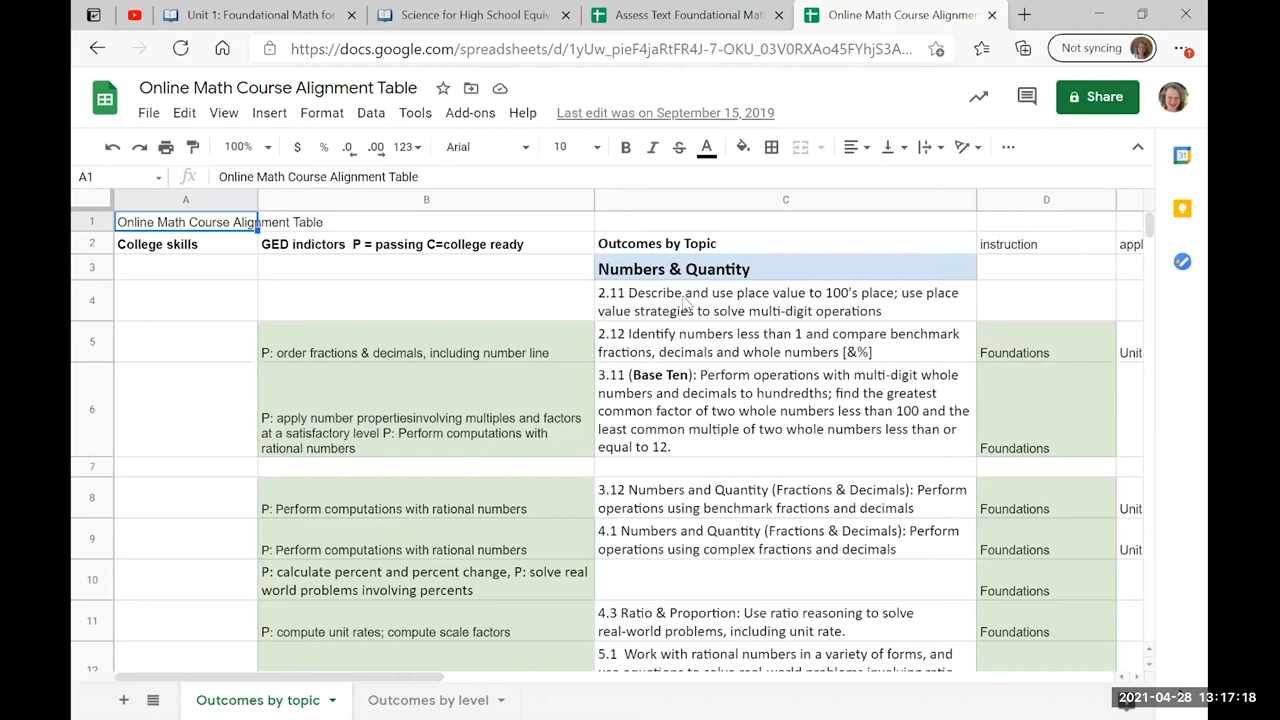 Unit 1: Foundational Math for
Science for High School Equiv
Assess Text Foundational Math
Online Math Course Alignmen
https://docs.google.com/spreadsheets/d/1yUw_pieF4jaRtFR4J-7-OKU_03V0RXAo45FYhjS3A...
Not syncing
Online Math Course Alignment Table
File Edit View Insert Format Data Tools Add-ons Help Last edit was on September 15, 2019
Share
100% $ % .0 .00 123 Arial 10 B I S A
31
A1 fx Online Math Course Alignment Table
A B C D
1 Online Math Course Alignment Table
2 College skills GED indictors P = passing C=college ready Outcomes by Topic instruction appl
3 Numbers & Quantity
4 2.11 Describe and use place value to 100's place; use place
value strategies to solve multi-digit operations
5 P: order fractions & decimals, including number line 2.12 Identify numbers less than 1 and compare benchmark
fractions, decimals and whole numbers [&%] Foundations Unit
6 P: apply number propertiesinvolving multiples and factors
at a satisfactory level P: Perform computations with
rational numbers
3.11 (Base Ten): Perform operations with multi-digit whole
numbers and decimals to hundredths; find the greatest
common factor of two whole numbers less than 100 and the
least common multiple of two whole numbers less than or
equal to 12.
Foundations
7
8 P: Perform computations with rational numbers 3.12 Numbers and Quantity (Fractions & Decimals): Perform
operations using benchmark fractions and decimals Foundations Unit
9 P: Perform computations with rational numbers 4.1 Numbers and Quantity (Fractions & Decimals): Perform
operations using complex fractions and decimals Foundations Unit
10 P: calculate percent and percent change, P: solve real
world problems involving percents Foundations
11 P: compute unit rates; compute scale factors 4.3 Ratio & Proportion: Use ratio reasoning to solve
real-world problems, including unit rate. Foundations
12 5.1 Work with rational numbers in a variety of forms, and
use equations to solve real-world problems involving ratio
Outcomes by topic Outcomes by level
2021-04-28 13:17:18